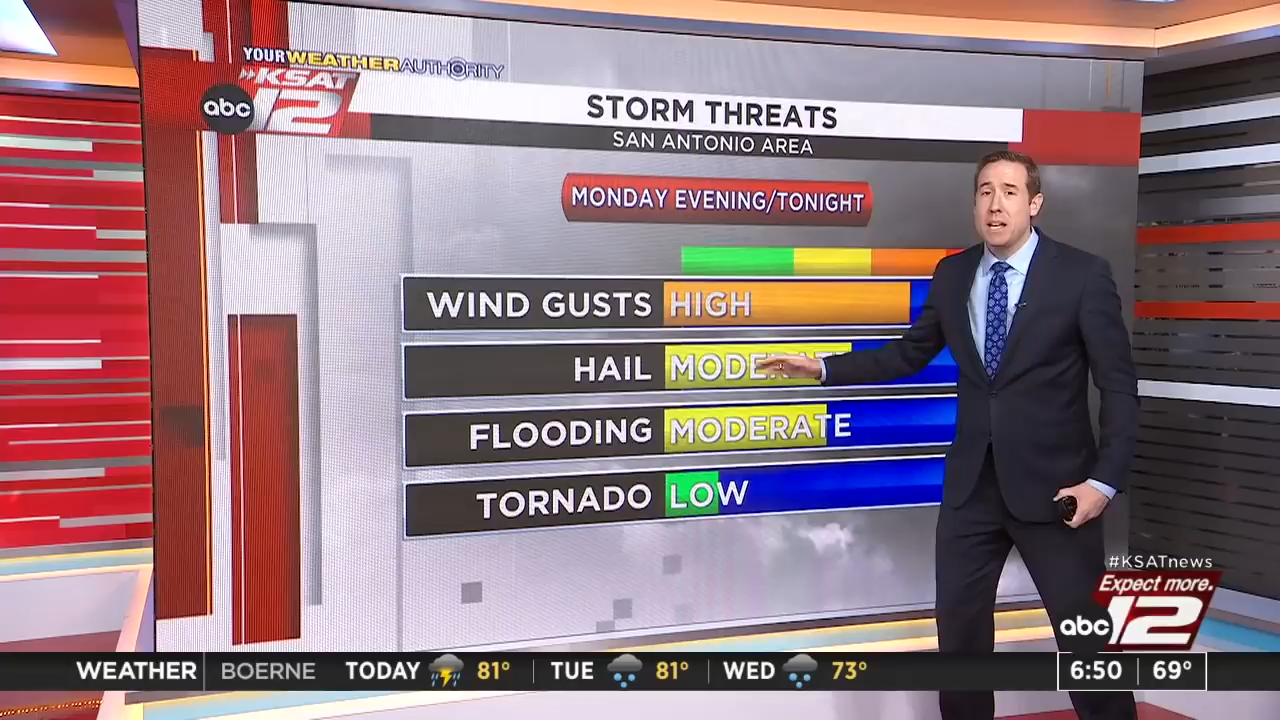 YOUR WEATHER AUTHORITY
KSAT
abc 12
STORM THREATS
SAN ANTONIO AREA
MONDAY EVENING/TONIGHT
WIND GUSTS HIGH
HAIL MODERATE
FLOODING MODERATE
TORNADO LOW
#KSATnews
Expect more.
abc 12
WEATHER BOERNE TODAY 81° TUE 81° WED 73° 6:50 69°